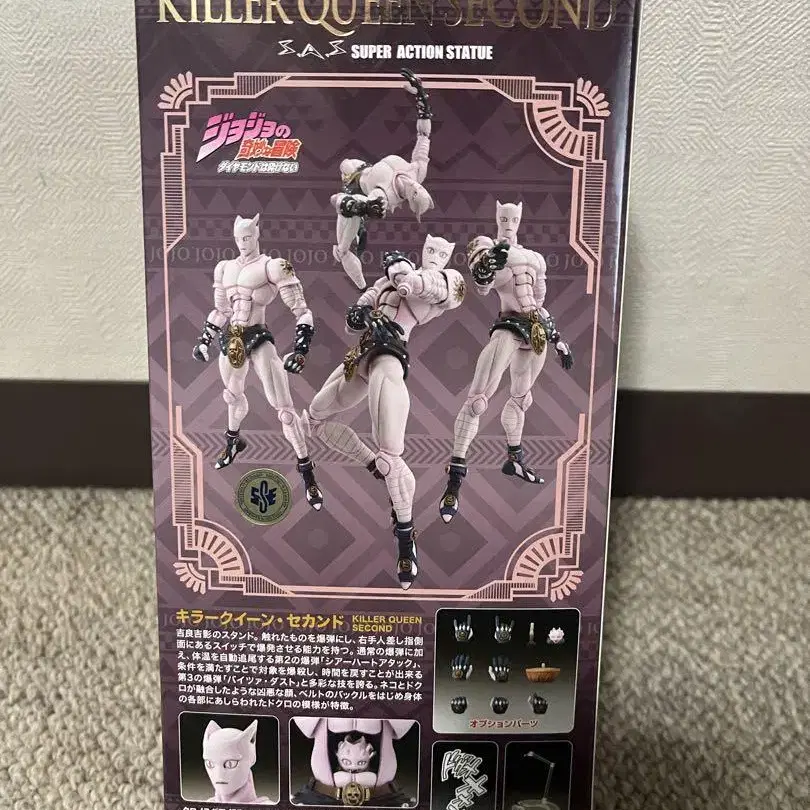 KILLER QUEEN SECOND
S.A.S SUPER ACTION STATUE
ジョジョの
奇妙な冒険
ダイヤモンドは砕けない
JOJO JOJO
キラークイーン・セカンド KILLER QUEEN SECOND
吉良吉影のスタンド。触れたものを爆弾にし、右手人差し指側
面にあるスイッチで爆発させる能力を持つ。通常の爆弾に加
え、体温を自動追尾する第2の爆弾「シアーハートアタック」、
条件を満たすことで対象を爆殺し、時間を戻すことが出来る
第3の爆弾「バイツァ・ダスト」と多彩な技を誇る。ネコとド
クロが融合したような凶悪な顔、ベルトのバックルをはじめ身体
の各部にあしらわれたドクロの模様が特徴。
オプションパーツ